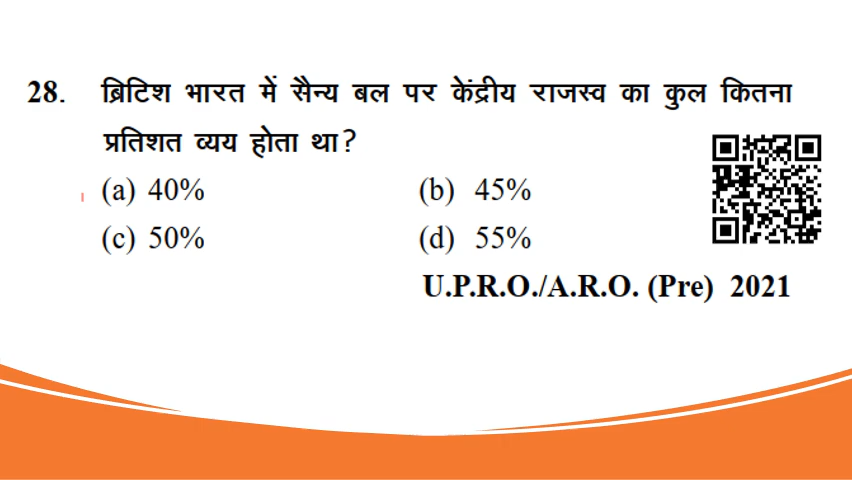 28. ब्रिटिश भारत में सैन्य बल पर केंद्रीय राजस्व का कुल कितना
प्रतिशत व्यय होता था?
(a) 40% (b) 45%
(c) 50% (d) 55%
U.P.R.O./A.R.O. (Pre) 2021